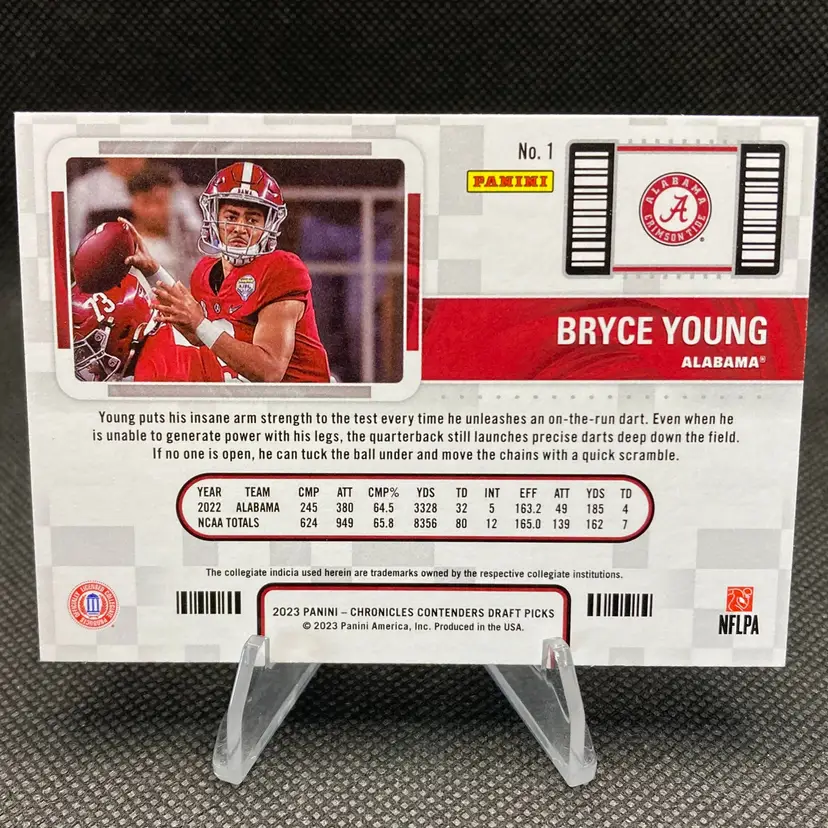 No. 1
PANINI
ALABAMA
A
CRIMSON TIDE
®
BAMA
73
BRYCE YOUNG
ALABAMA®
Young puts his insane arm strength to the test every time he unleashes an on-the-run dart. Even when he
is unable to generate power with his legs, the quarterback still launches precise darts deep down the field.
If no one is open, he can tuck the ball under and move the chains with a quick scramble.
YEAR TEAM CMP ATT CMP% YDS TD INT EFF ATT YDS TD
2022 ALABAMA 245 380 64.5 3328 32 5 163.2 49 185 4
NCAA TOTALS 624 949 65.8 8356 80 12 165.0 139 162 7
The collegiate indicia used herein are trademarks owned by the respective collegiate institutions.
OFFICIALLY LICENSED COLLEGIATE PRODUCTS
2023 PANINI – CHRONICLES CONTENDERS DRAFT PICKS
© 2023 Panini America, Inc. Produced in the USA.
NFLPA